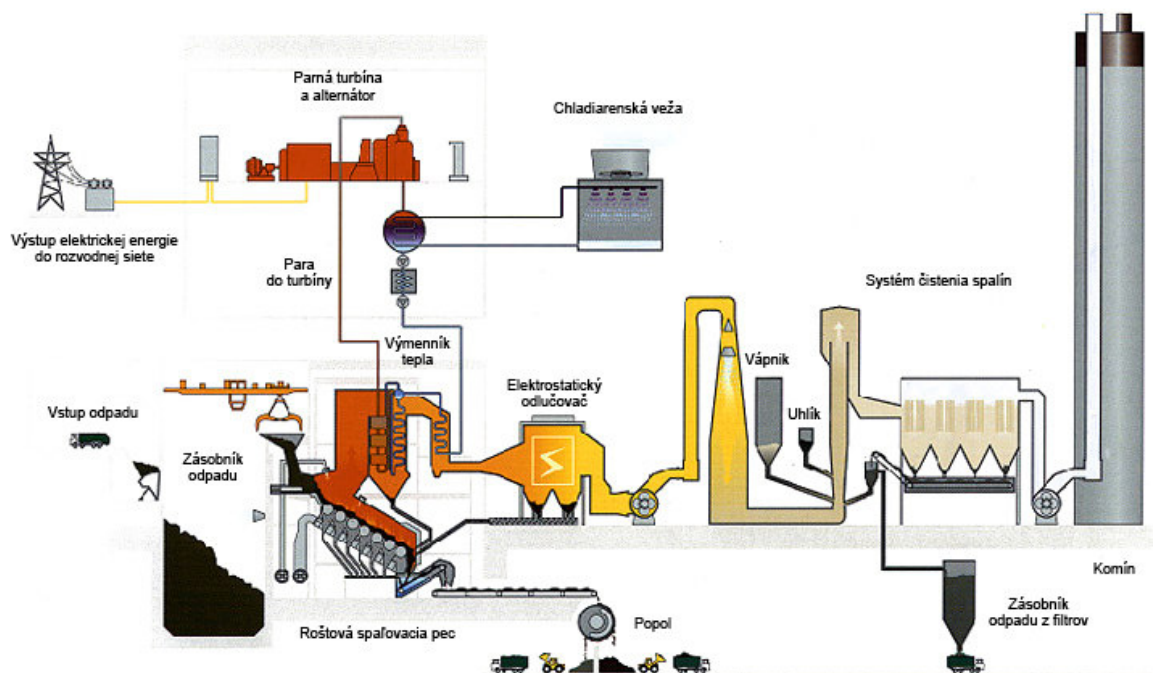 Parná turbína
a alternátor
Chladiarenská veža
Výstup elektrickej energie
do rozvodnej siete
Para
do turbíny
Systém čistenia spalín
Výmenník
tepla
Vápnik
Elektrostatický
odlučovač
Uhlík
Vstup odpadu
Zásobník
odpadu
Komín
Roštová spaľovacia pec
Popol
Zásobník
odpadu z filtrov